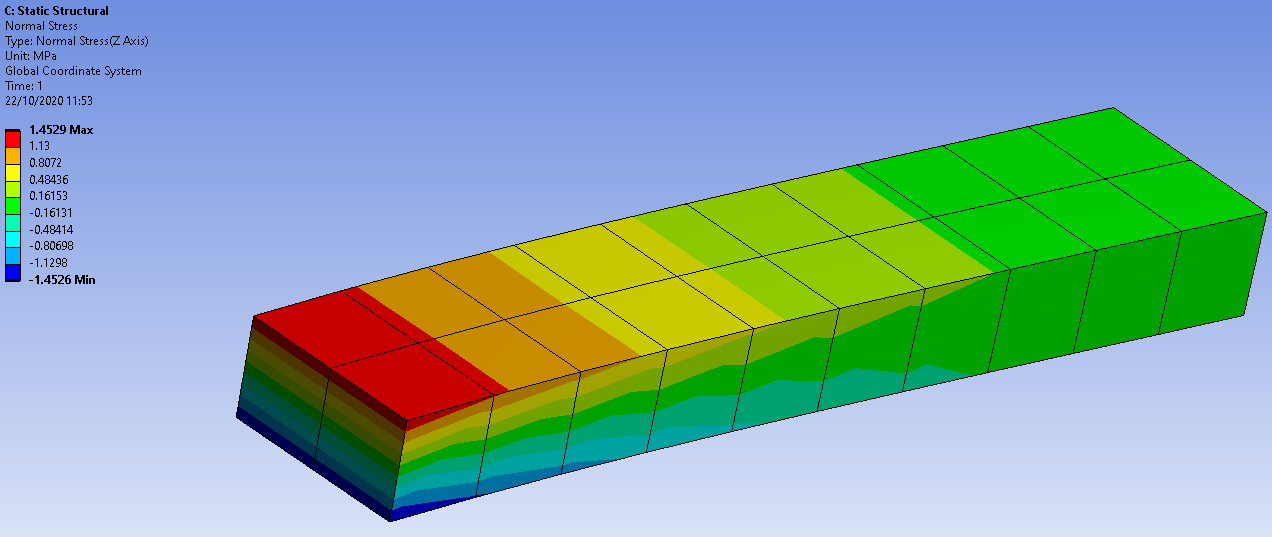 C: Static Structural
Normal Stress
Type: Normal Stress(Z Axis)
Unit: MPa
Global Coordinate System
Time: 1
22/10/2020 11:53
1.4529 Max
1.13
0.8072
0.48436
0.16153
-0.16131
-0.48414
-0.80698
-1.1298
-1.4526 Min